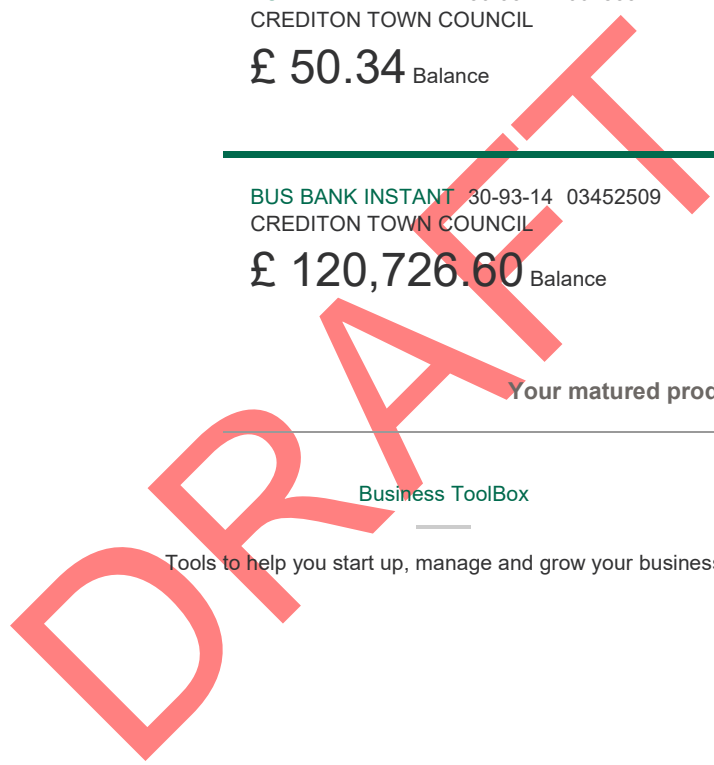 CREDITON TOWN COUNCIL
£ 50.34 Balance
BUS BANK INSTANT 30-93-14 03452509
CREDITON TOWN COUNCIL
£ 120,726.60 Balance
Your matured prod
Business ToolBox
Tools to help you start up, manage and grow your business
DRAFT